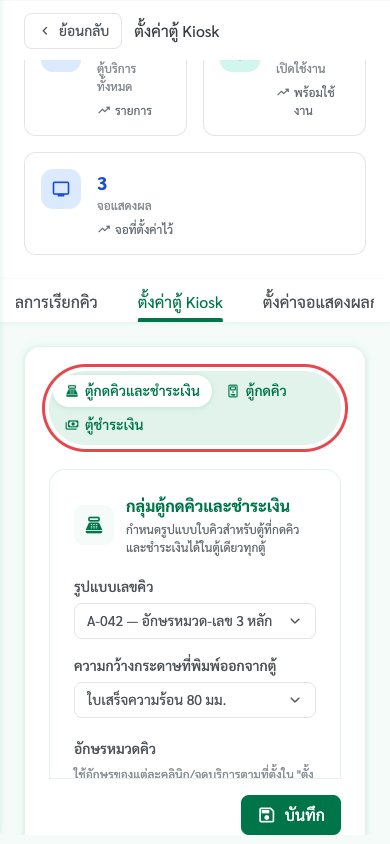 ย้อนกลับ ตั้งค่าตู้ Kiosk
ตู้บริการ
ทั้งหมด
รายการ
เปิดใช้งาน
พร้อมใช้
งาน
3
จอแสดงผล
จอที่ตั้งค่าไว้
ลการเรียกคิว ตั้งค่าตู้ Kiosk ตั้งค่าจอแสดงผลก
ตู้กดคิวและชำระเงิน ตู้กดคิว
ตู้ชำระเงิน
กลุ่มตู้กดคิวและชำระเงิน
กำหนดรูปแบบใบคิวสำหรับตู้ที่กดคิว
และชำระเงินได้ในตู้เดียวทุกตู้
รูปแบบเลขคิว
A-042 — อักษรหมวด-เลข 3 หลัก
ความกว้างกระดาษที่พิมพ์ออกจากตู้
ใบเสร็จความร้อน 80 มม.
อักษรหมวดคิว
ใช้อักษรของแต่ละคลินิก/จุดบริการตามที่ตั้งใน "ตั้ง
บันทึก